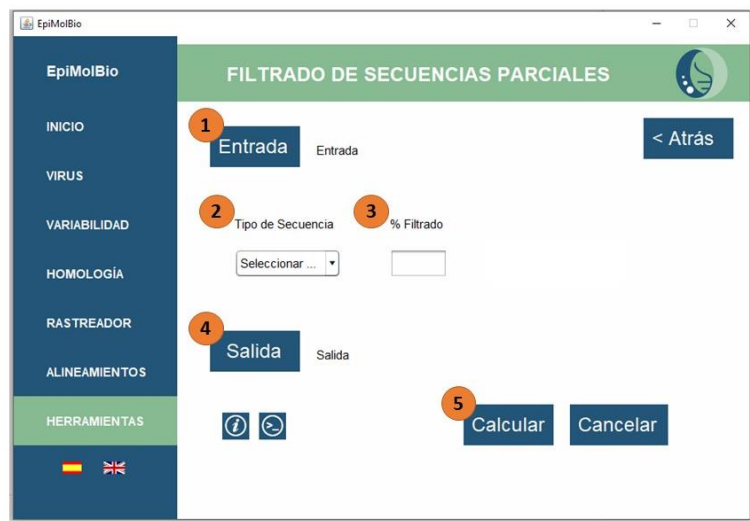 EpiMolBio
EpiMolBio
FILTRADO DE SECUENCIAS PARCIALES
INICIO
VIRUS
VARIABILIDAD
HOMOLOGÍA
RASTREADOR
ALINEAMIENTOS
HERRAMIENTAS
1
Entrada Entrada
< Atrás
2 Tipo de Secuencia 3 % Filtrado
Seleccionar ...
4
Salida Salida
5
Calcular Cancelar